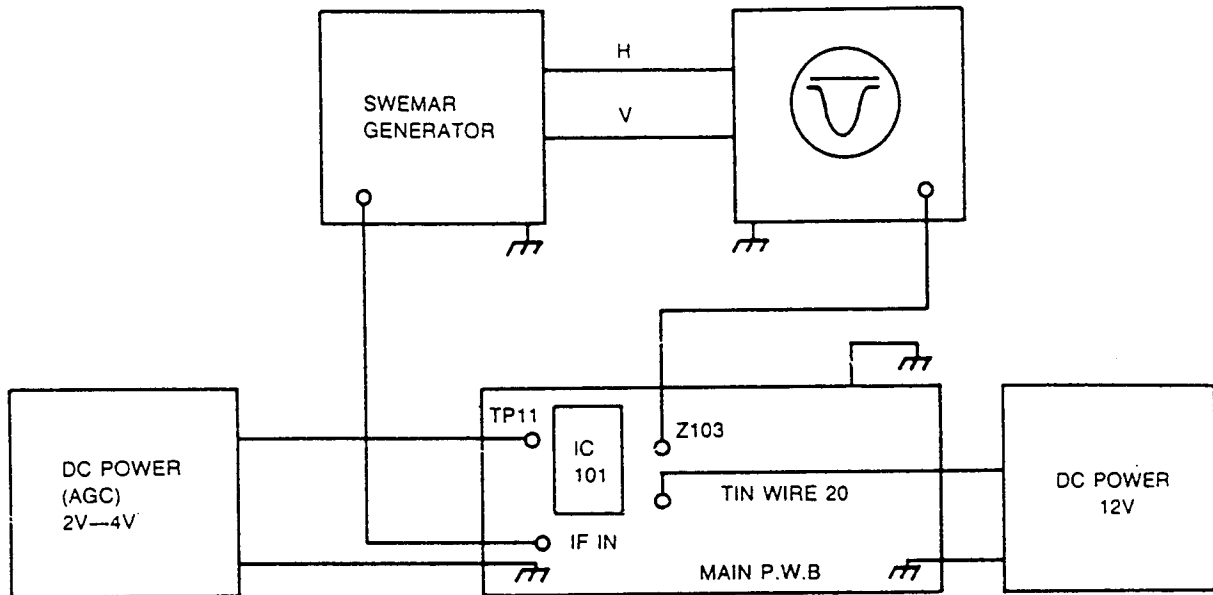 SWEMAR
GENERATOR
H
V
DC POWER
(AGC)
2V—4V
TP11
IC
101
Z103
TIN WIRE 20
IF IN
MAIN P.W.B
DC POWER
12V